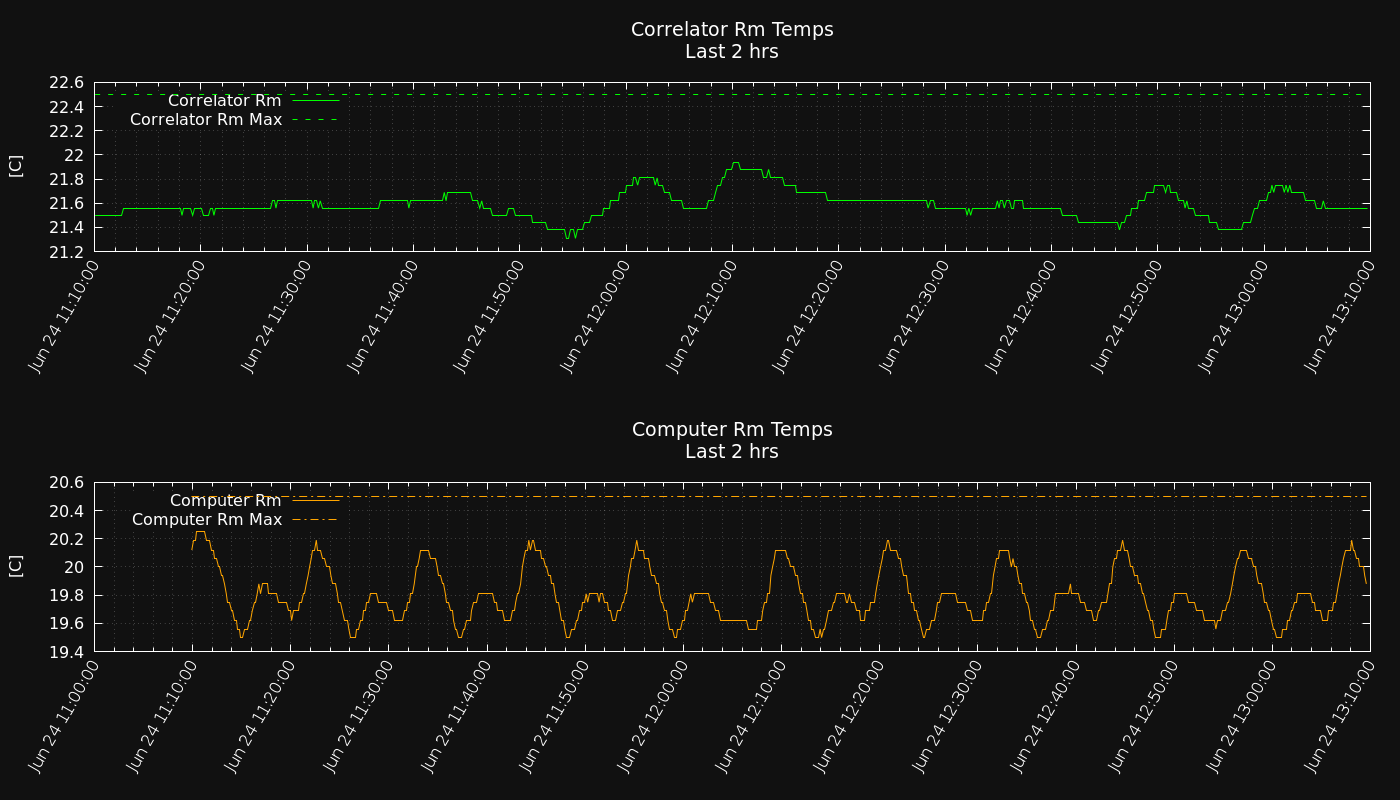 Correlator Rm Temps
Last 2 hrs
22.6
22.4
22.2
22
21.8
21.6
21.4
21.2
[C]
Correlator Rm
Correlator Rm Max
Jun 24 11:10:00
Jun 24 11:20:00
Jun 24 11:30:00
Jun 24 11:40:00
Jun 24 11:50:00
Jun 24 12:00:00
Jun 24 12:10:00
Jun 24 12:20:00
Jun 24 12:30:00
Jun 24 12:40:00
Jun 24 12:50:00
Jun 24 13:00:00
Jun 24 13:10:00
Computer Rm Temps
Last 2 hrs
20.6
20.4
20.2
20
19.8
19.6
19.4
[C]
Computer Rm
Computer Rm Max
Jun 24 11:00:00
Jun 24 11:10:00
Jun 24 11:20:00
Jun 24 11:30:00
Jun 24 11:40:00
Jun 24 11:50:00
Jun 24 12:00:00
Jun 24 12:10:00
Jun 24 12:20:00
Jun 24 12:30:00
Jun 24 12:40:00
Jun 24 12:50:00
Jun 24 13:00:00
Jun 24 13:10:00